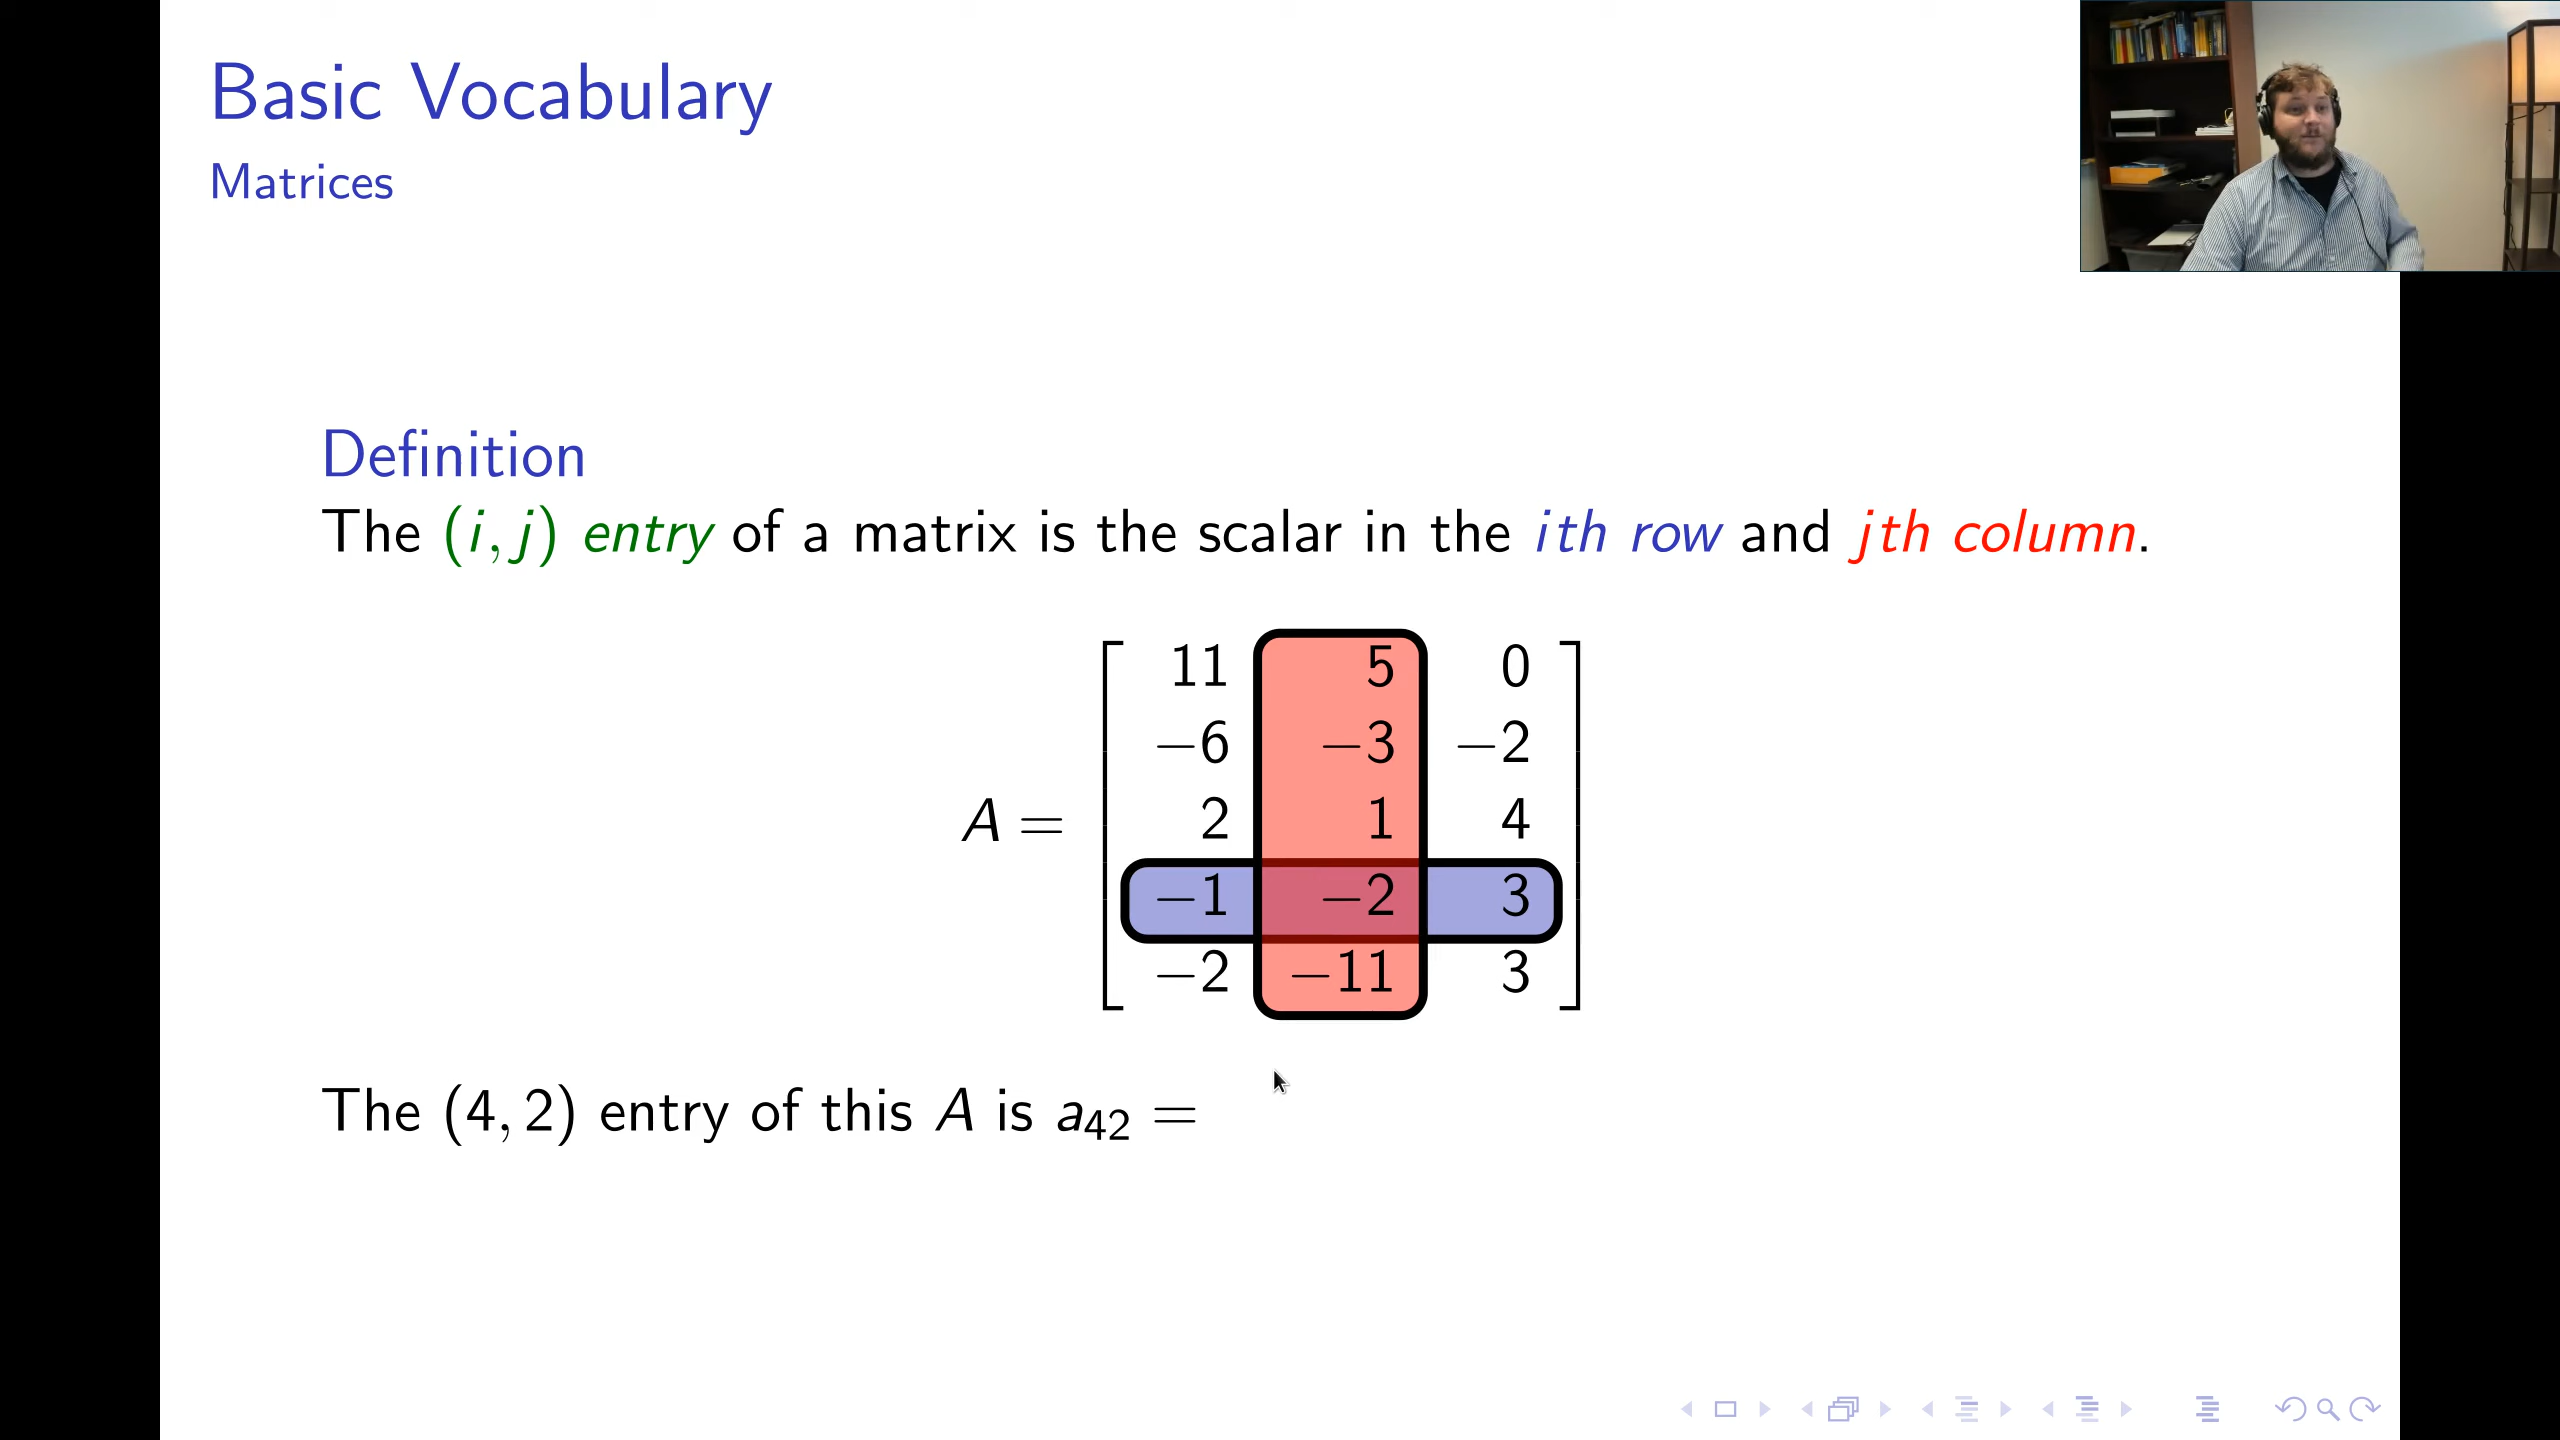 Basic Vocabulary
Matrices
Definition
The (i, j) entry of a matrix is the scalar in the ith row and jth column.
11 5 0
−6 −3 −2
A = 2 1 4
−1 −2 3
−2 −11 3
The (4, 2) entry of this A is a₄₂ =